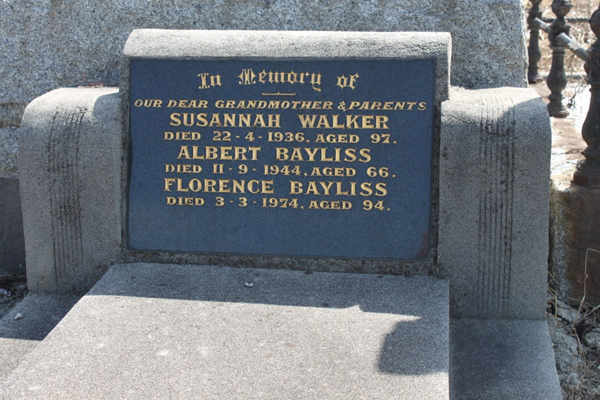 In Memory of
OUR DEAR GRANDMOTHER & PARENTS
SUSANNAH WALKER
DIED 22-4-1936, AGED 97.
ALBERT BAYLISS
DIED 11-9-1944, AGED 66.
FLORENCE BAYLISS
DIED 3-3-1974, AGED 94.